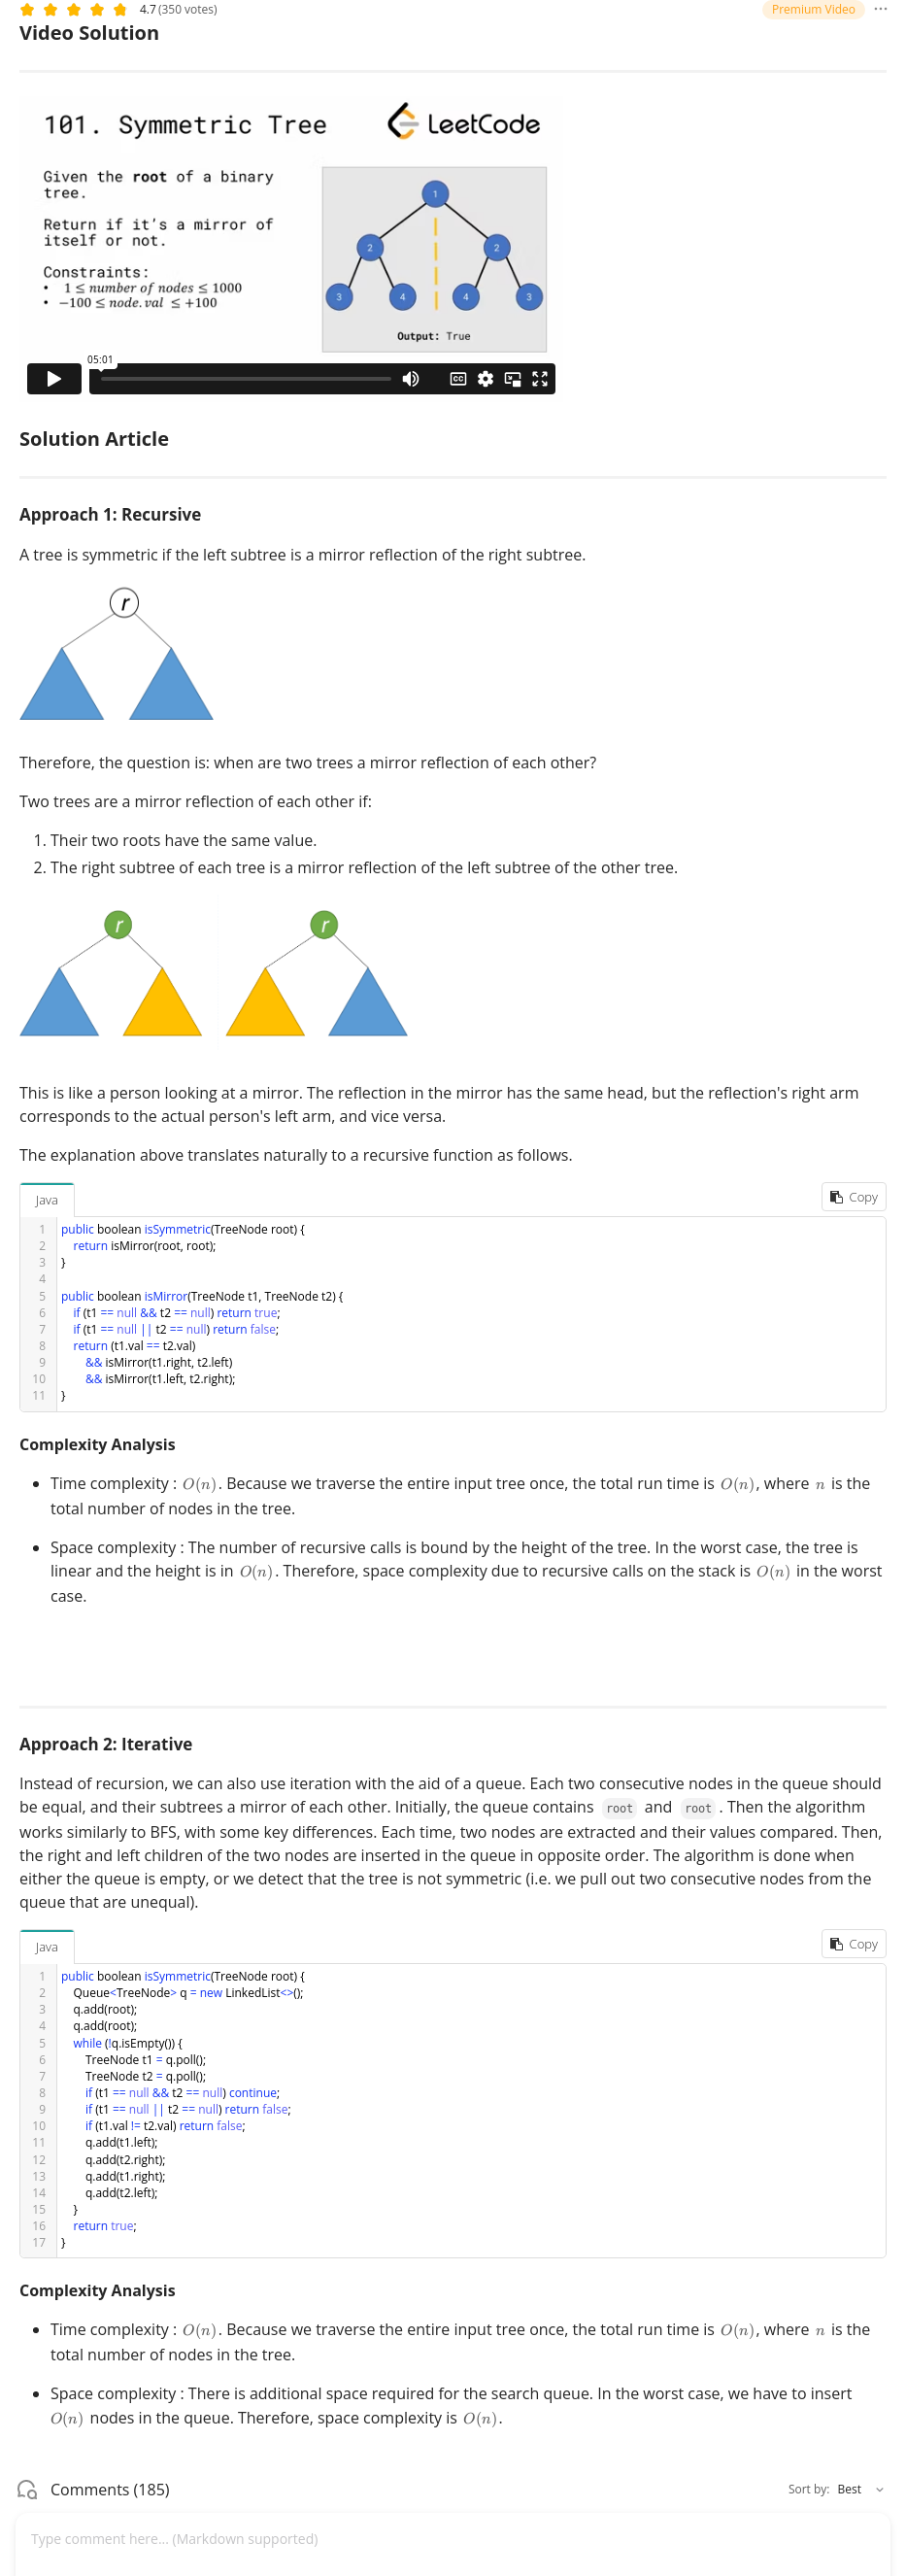 4.7 (350 votes)
Premium Video
Video Solution
101. Symmetric Tree
LeetCode
Given the root of a binary
tree.
Return if it's a mirror of
itself or not.
Constraints:
• 1 ≤ number of nodes ≤ 1000
• −100 ≤ node.val ≤ +100
1
2
2
3
4
4
3
Output: True
05:01
CC
Solution Article
Approach 1: Recursive
A tree is symmetric if the left subtree is a mirror reflection of the right subtree.
r
Therefore, the question is: when are two trees a mirror reflection of each other?
Two trees are a mirror reflection of each other if:
1. Their two roots have the same value.
2. The right subtree of each tree is a mirror reflection of the left subtree of the other tree.
r
r
This is like a person looking at a mirror. The reflection in the mirror has the same head, but the reflection's right arm
corresponds to the actual person's left arm, and vice versa.
The explanation above translates naturally to a recursive function as follows.
Java
Copy
1 public boolean isSymmetric(TreeNode root) {
2 return isMirror(root, root);
3 }
4
5 public boolean isMirror(TreeNode t1, TreeNode t2) {
6 if (t1 == null && t2 == null) return true;
7 if (t1 == null || t2 == null) return false;
8 return (t1.val == t2.val)
9 && isMirror(t1.right, t2.left)
10 && isMirror(t1.left, t2.right);
11 }
Complexity Analysis
• Time complexity : O(n). Because we traverse the entire input tree once, the total run time is O(n), where n is the
total number of nodes in the tree.
• Space complexity : The number of recursive calls is bound by the height of the tree. In the worst case, the tree is
linear and the height is in O(n). Therefore, space complexity due to recursive calls on the stack is O(n) in the worst
case.
Approach 2: Iterative
Instead of recursion, we can also use iteration with the aid of a queue. Each two consecutive nodes in the queue should
be equal, and their subtrees a mirror of each other. Initially, the queue contains root and root. Then the algorithm
works similarly to BFS, with some key differences. Each time, two nodes are extracted and their values compared. Then,
the right and left children of the two nodes are inserted in the queue in opposite order. The algorithm is done when
either the queue is empty, or we detect that the tree is not symmetric (i.e. we pull out two consecutive nodes from the
queue that are unequal).
Java
Copy
1 public boolean isSymmetric(TreeNode root) {
2 Queue<TreeNode> q = new LinkedList<>();
3 q.add(root);
4 q.add(root);
5 while (!q.isEmpty()) {
6 TreeNode t1 = q.poll();
7 TreeNode t2 = q.poll();
8 if (t1 == null && t2 == null) continue;
9 if (t1 == null || t2 == null) return false;
10 if (t1.val != t2.val) return false;
11 q.add(t1.left);
12 q.add(t2.right);
13 q.add(t1.right);
14 q.add(t2.left);
15 }
16 return true;
17 }
Complexity Analysis
• Time complexity : O(n). Because we traverse the entire input tree once, the total run time is O(n), where n is the
total number of nodes in the tree.
• Space complexity : There is additional space required for the search queue. In the worst case, we have to insert
O(n) nodes in the queue. Therefore, space complexity is O(n).
Comments (185)
Sort by: Best
Type comment here... (Markdown supported)